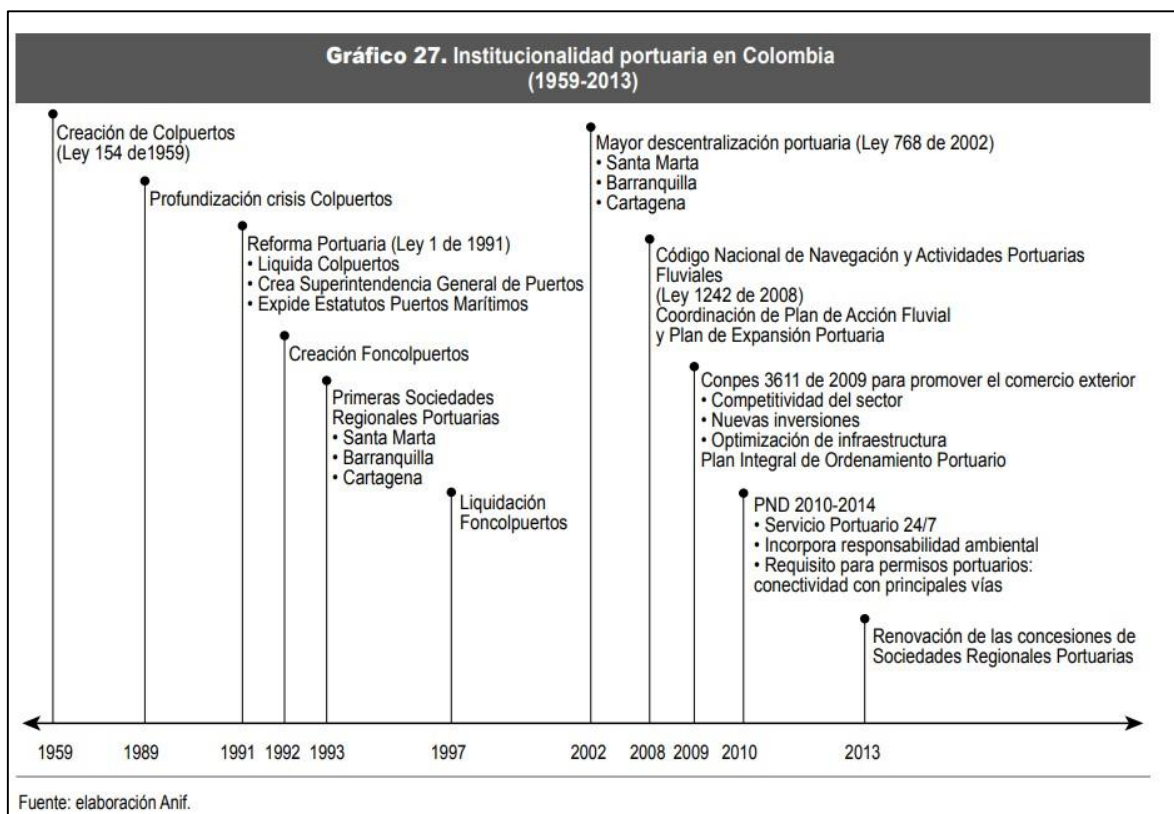 Gráfico 27. Institucionalidad portuaria en Colombia
(1959-2013)
Creación de Colpuertos
(Ley 154 de1959)
Profundización crisis Colpuertos
Reforma Portuaria (Ley 1 de 1991)
• Liquida Colpuertos
• Crea Superintendencia General de Puertos
• Expide Estatutos Puertos Marítimos
Creación Foncolpuertos
Primeras Sociedades
Regionales Portuarias
• Santa Marta
• Barranquilla
• Cartagena
Liquidación
Foncolpuertos
Mayor descentralización portuaria (Ley 768 de 2002)
• Santa Marta
• Barranquilla
• Cartagena
Código Nacional de Navegación y Actividades Portuarias
Fluviales
(Ley 1242 de 2008)
Coordinación de Plan de Acción Fluvial
y Plan de Expansión Portuaria
Conpes 3611 de 2009 para promover el comercio exterior
• Competitividad del sector
• Nuevas inversiones
• Optimización de infraestructura
Plan Integral de Ordenamiento Portuario
PND 2010-2014
• Servicio Portuario 24/7
• Incorpora responsabilidad ambiental
• Requisito para permisos portuarios:
conectividad con principales vías
Renovación de las concesiones de
Sociedades Regionales Portuarias
1959 1989 1991 1992 1993 1997 2002 2008 2009 2010 2013
Fuente: elaboración Anif.